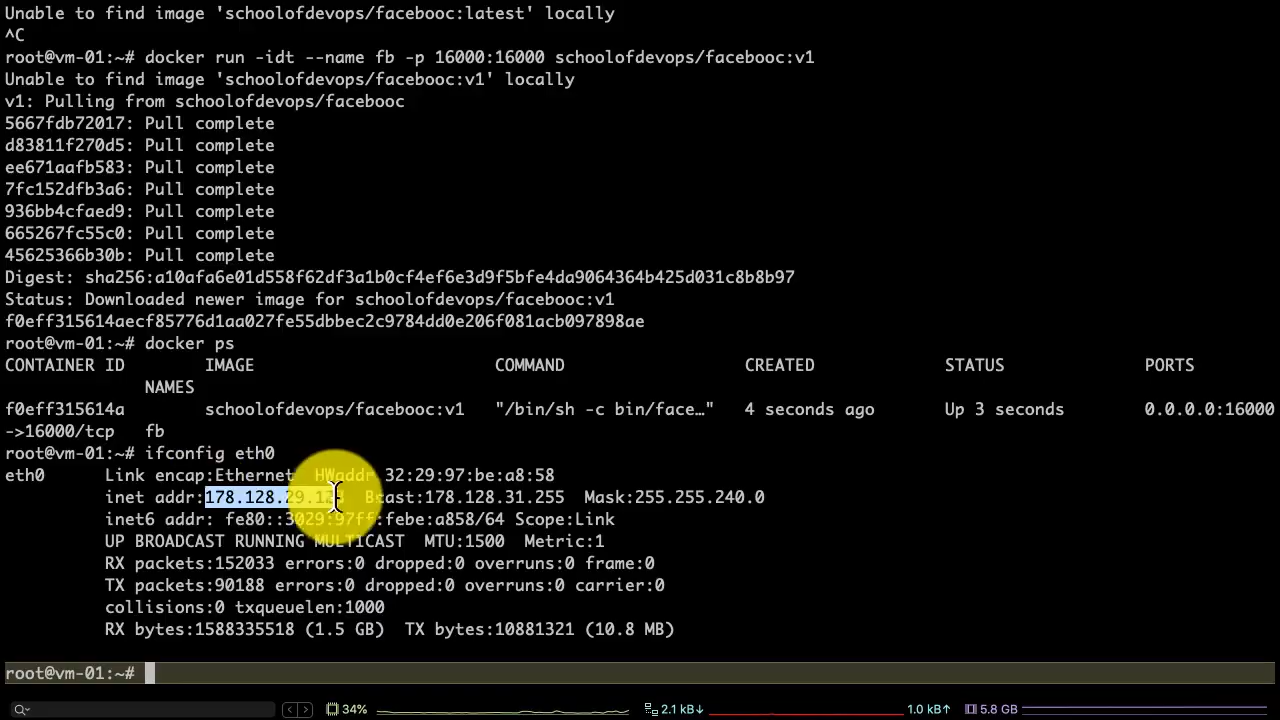 Unable to find image 'schoolofdevops/facebooc:latest' locally
^C
root@vm-01:~# docker run -idt --name fb -p 16000:16000 schoolofdevops/facebooc:v1
Unable to find image 'schoolofdevops/facebooc:v1' locally
v1: Pulling from schoolofdevops/facebooc
5667fdb72017: Pull complete
d83811f270d5: Pull complete
ee671aafb583: Pull complete
7fc152dfb3a6: Pull complete
936bb4cfaed9: Pull complete
665267fc55c0: Pull complete
45625366b30b: Pull complete
Digest: sha256:a10afa6e01d558f62df3a1b0cf4ef6e3d9f5bfe4da9064364b425d031c8b8b97
Status: Downloaded newer image for schoolofdevops/facebooc:v1
f0eff315614aecf85776d1aa027fe55dbbec2c9784dd0e206f081acb097898ae
root@vm-01:~# docker ps
CONTAINER ID IMAGE COMMAND CREATED STATUS PORTS
NAMES
f0eff315614a schoolofdevops/facebooc:v1 "/bin/sh -c bin/face…" 4 seconds ago Up 3 seconds 0.0.0.0:16000
->16000/tcp fb
root@vm-01:~# ifconfig eth0
eth0 Link encap:Ethernet HWaddr 32:29:97:be:a8:58
inet Bcast:178.128.31.255 Mask:255.255.240.0
inet6 addr: fe80::3029:97ff:febe:a858/64 Scope:Link
UP BROADCAST RUNNING MULTICAST MTU:1500 Metric:1
RX packets:152033 errors:0 dropped:0 overruns:0 frame:0
TX packets:90188 errors:0 dropped:0 overruns:0 carrier:0
collisions:0 txqueuelen:1000
RX bytes:1588335518 (1.5 GB) TX bytes:10881321 (10.8 MB)
root@vm-01:~#
34% 2.1 kB↓ 1.0 kB↑ 5.8 GB